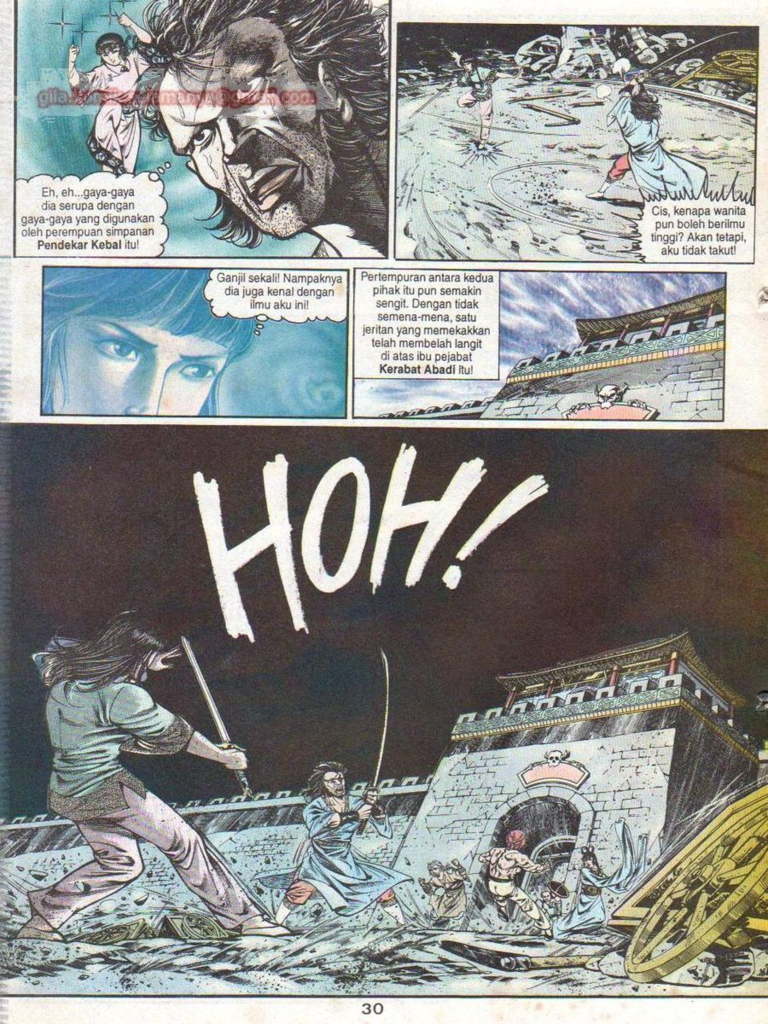 Eh, eh...gaya-gaya
dia serupa dengan
gaya-gaya yang digunakan
oleh perempuan simpanan
Pendekar Kebal itu!
Cis, kenapa wanita
pun boleh berilmu
tinggi? Akan tetapi,
aku tidak takut!
Ganjil sekali! Nampaknya
dia juga kenal dengan
ilmu aku ini!
Pertempuran antara kedua
pihak itu pun semakin
sengit. Dengan tidak
semena-mena, satu
jeritan yang memekakkan
telah membelah langit
di atas ibu pejabat
Kerabat Abadi itu!
HOH!
30